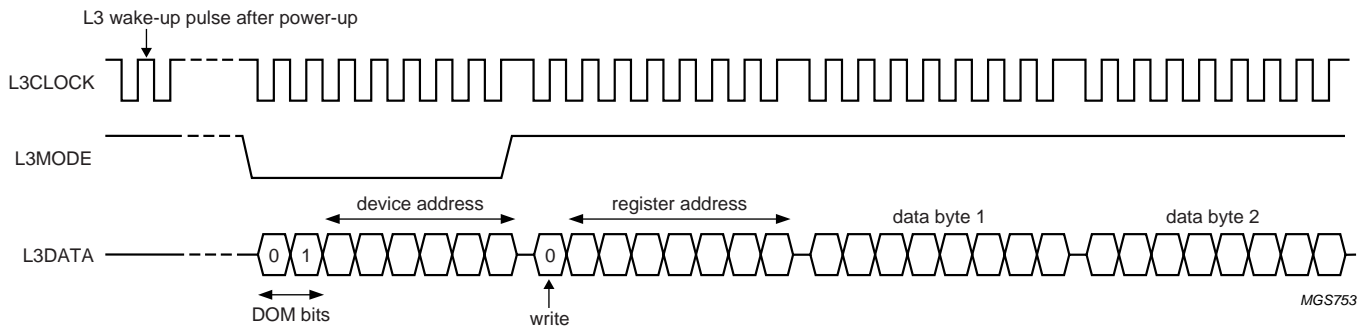 L3 wake-up pulse after power-up
L3CLOCK
L3MODE
device address
register address
data byte 1
data byte 2
L3DATA
0
1
0
DOM bits
write
MGS753